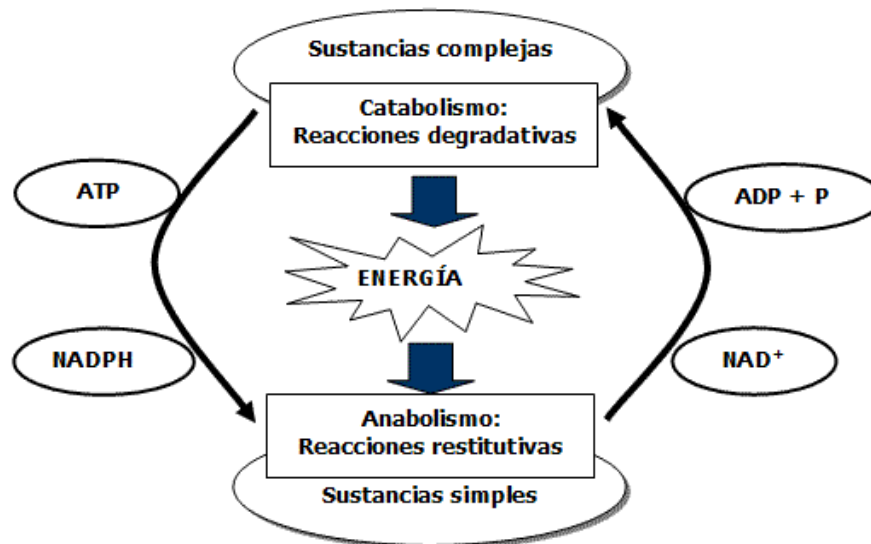 Sustancias complejas
Catabolismo:
Reacciones degradativas
ATP
ADP + P
ENERGÍA
NADPH
NAD⁺
Anabolismo:
Reacciones restitutivas
Sustancias simples